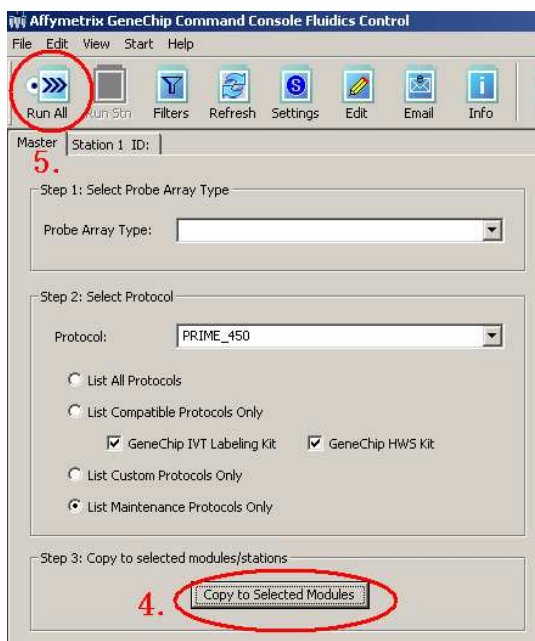 Affymetrix GeneChip Command Console Fluidics Control
File Edit View Start Help
Run All Run Stn Filters Refresh Settings Edit Email Info
Master Station 1 ID:
5.
Step 1: Select Probe Array Type
Probe Array Type:
Step 2: Select Protocol
Protocol: PRIME_450
List All Protocols
List Compatible Protocols Only
GeneChip IVT Labeling Kit GeneChip HWS Kit
List Custom Protocols Only
List Maintenance Protocols Only
Step 3: Copy to selected modules/stations
4. Copy to Selected Modules